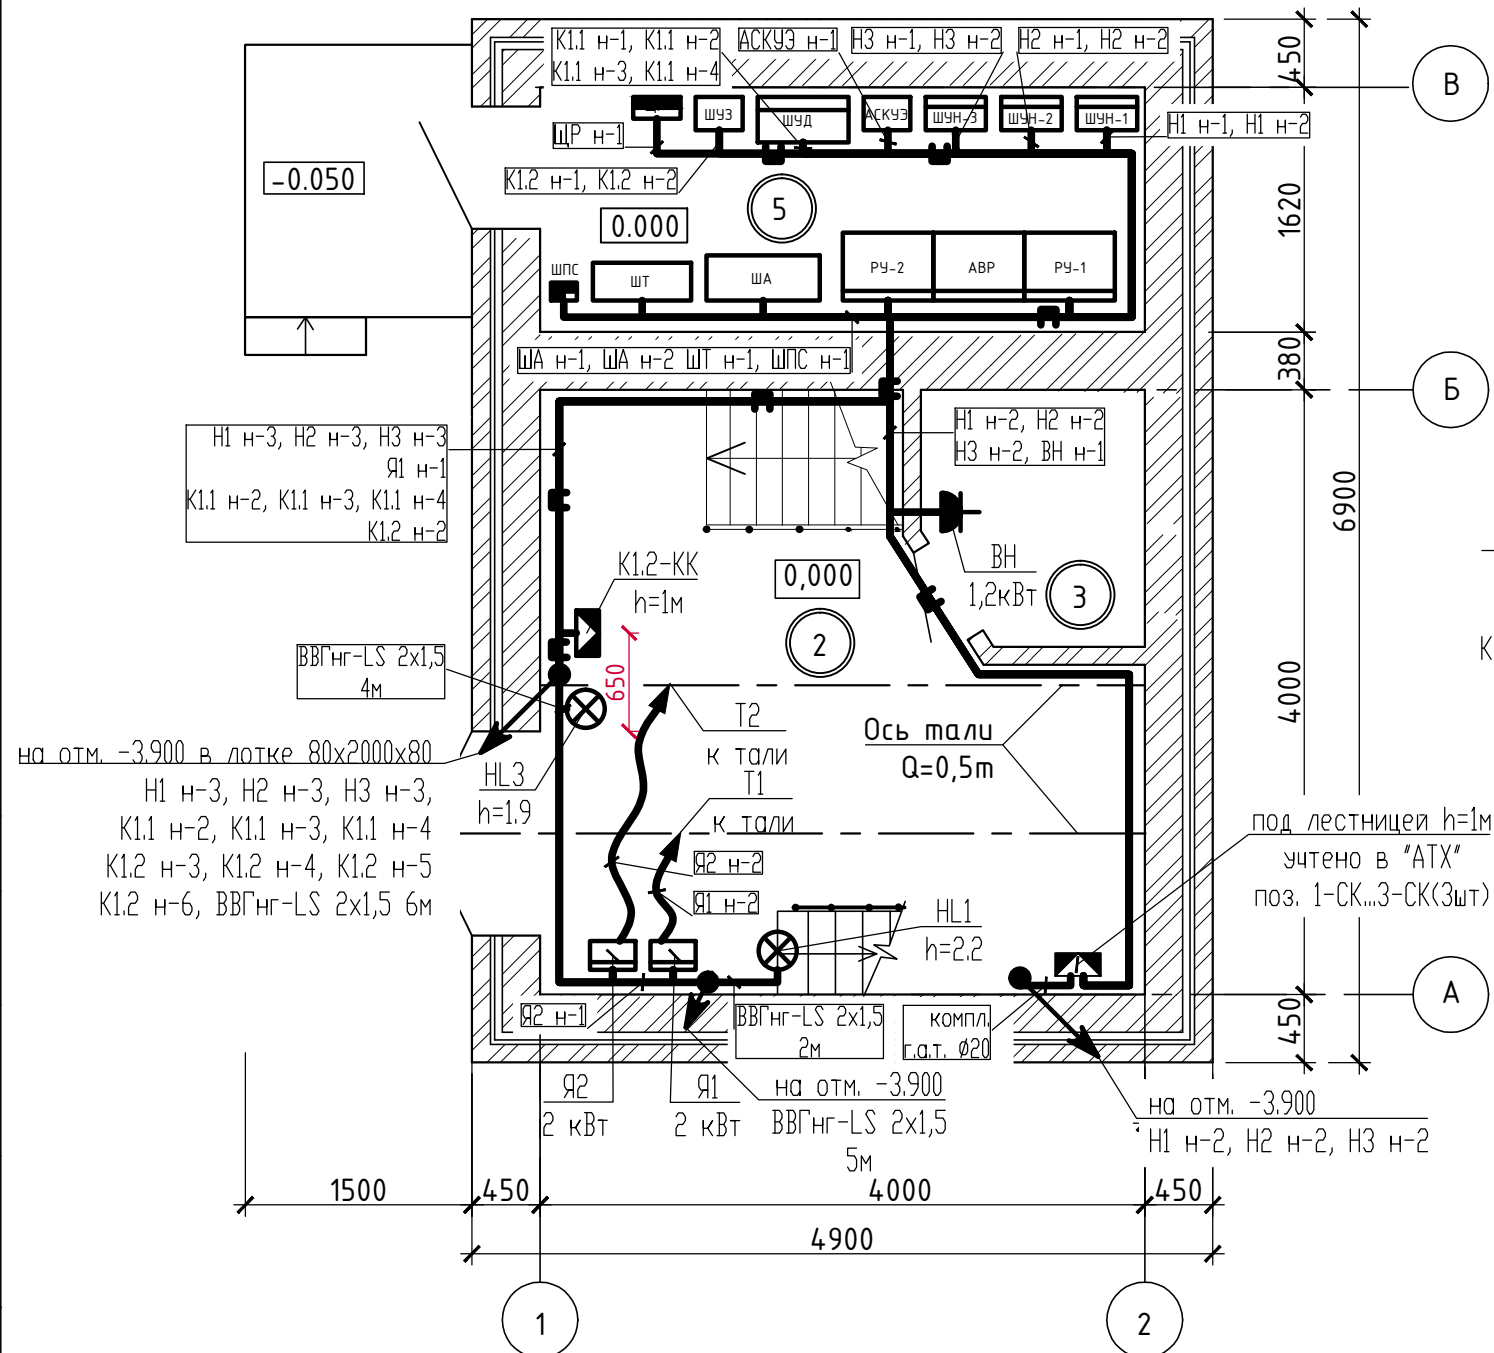 К1.1 н-1, К1.1 н-2
К1.1 н-3, К1.1 н-4
АСКУЭ н-1
Н3 н-1, Н3 н-2
Н2 н-1, Н2 н-2
450
В
ШУЗ
ШУД
АСКУЭ
ШУН-3
ШУН-2
ШУН-1
Н1 н-1, Н1 н-2
ЩР н-1
К1.2 н-1, К1.2 н-2
-0.050
5
0.000
1620
ШПС
ШТ
ША
РУ-2
АВР
РУ-1
ША н-1, ША н-2 ШТ н-1, ШПС н-1
380
Б
Н1 н-3, Н2 н-3, Н3 н-3
Я1 н-1
К1.1 н-2, К1.1 н-3, К1.1 н-4
К1.2 н-2
Н1 н-2, Н2 н-2
Н3 н-2, ВН н-1
6900
К1.2-КК
h=1м
0,000
ВН
1,2кВт
3
2
К
ВВГнг-LS 2х1,5
4м
650
4000
Т2
к тали
Ось тали
Q=0,5т
на отм. -3.900 в лотке 80х2000х80
Н1 н-3, Н2 н-3, Н3 н-3,
К1.1 н-2, К1.1 н-3, К1.1 н-4
К1.2 н-3, К1.2 н-4, К1.2 н-5
К1.2 н-6, ВВГнг-LS 2х1,5 6м
HL3
h=1.9
Т1
к тали
Я2 н-2
Я1 н-2
под лестницей h=1м
учтено в "АТХ"
поз. 1-СК...3-СК(3шт)
HL1
h=2.2
Я2 н-1
ВВГнг-LS 2х1,5
2м
компл.
г.а.т. Ø20
450
А
Я2
2 кВт
Я1
2 кВт
на отм. -3.900
ВВГнг-LS 2х1,5
5м
на отм. -3.900
Н1 н-2, Н2 н-2, Н3 н-2
1500
450
4000
450
4900
1
2